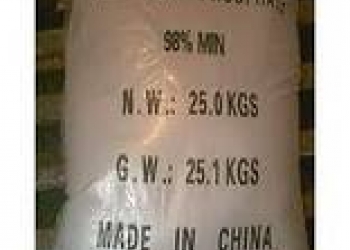 98% MIN
N.W.: 25.0 KGS
G.W.: 25.1 KGS
MADE IN CHINA